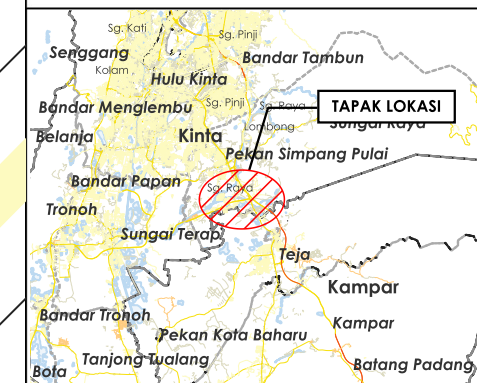 Sg. Kati
Sg. Pinji
Senggang
Bandar Tambun
Kolam
Hulu Kinta
Bandar Menglembu
Sg. Pinji
Sg. Raya
TAPAK LOKASI
Lombong
Sungai Raya
Belanja
Kinta
Pekan Simpang Pulai
Bandar Papan
Sg. Raya
Tronoh
Sungai Terap
Teja
Kampar
Bandar Tronoh
Kampar
Pekan Kota Baharu
Tanjong Tualang
Batang Padang
Bota